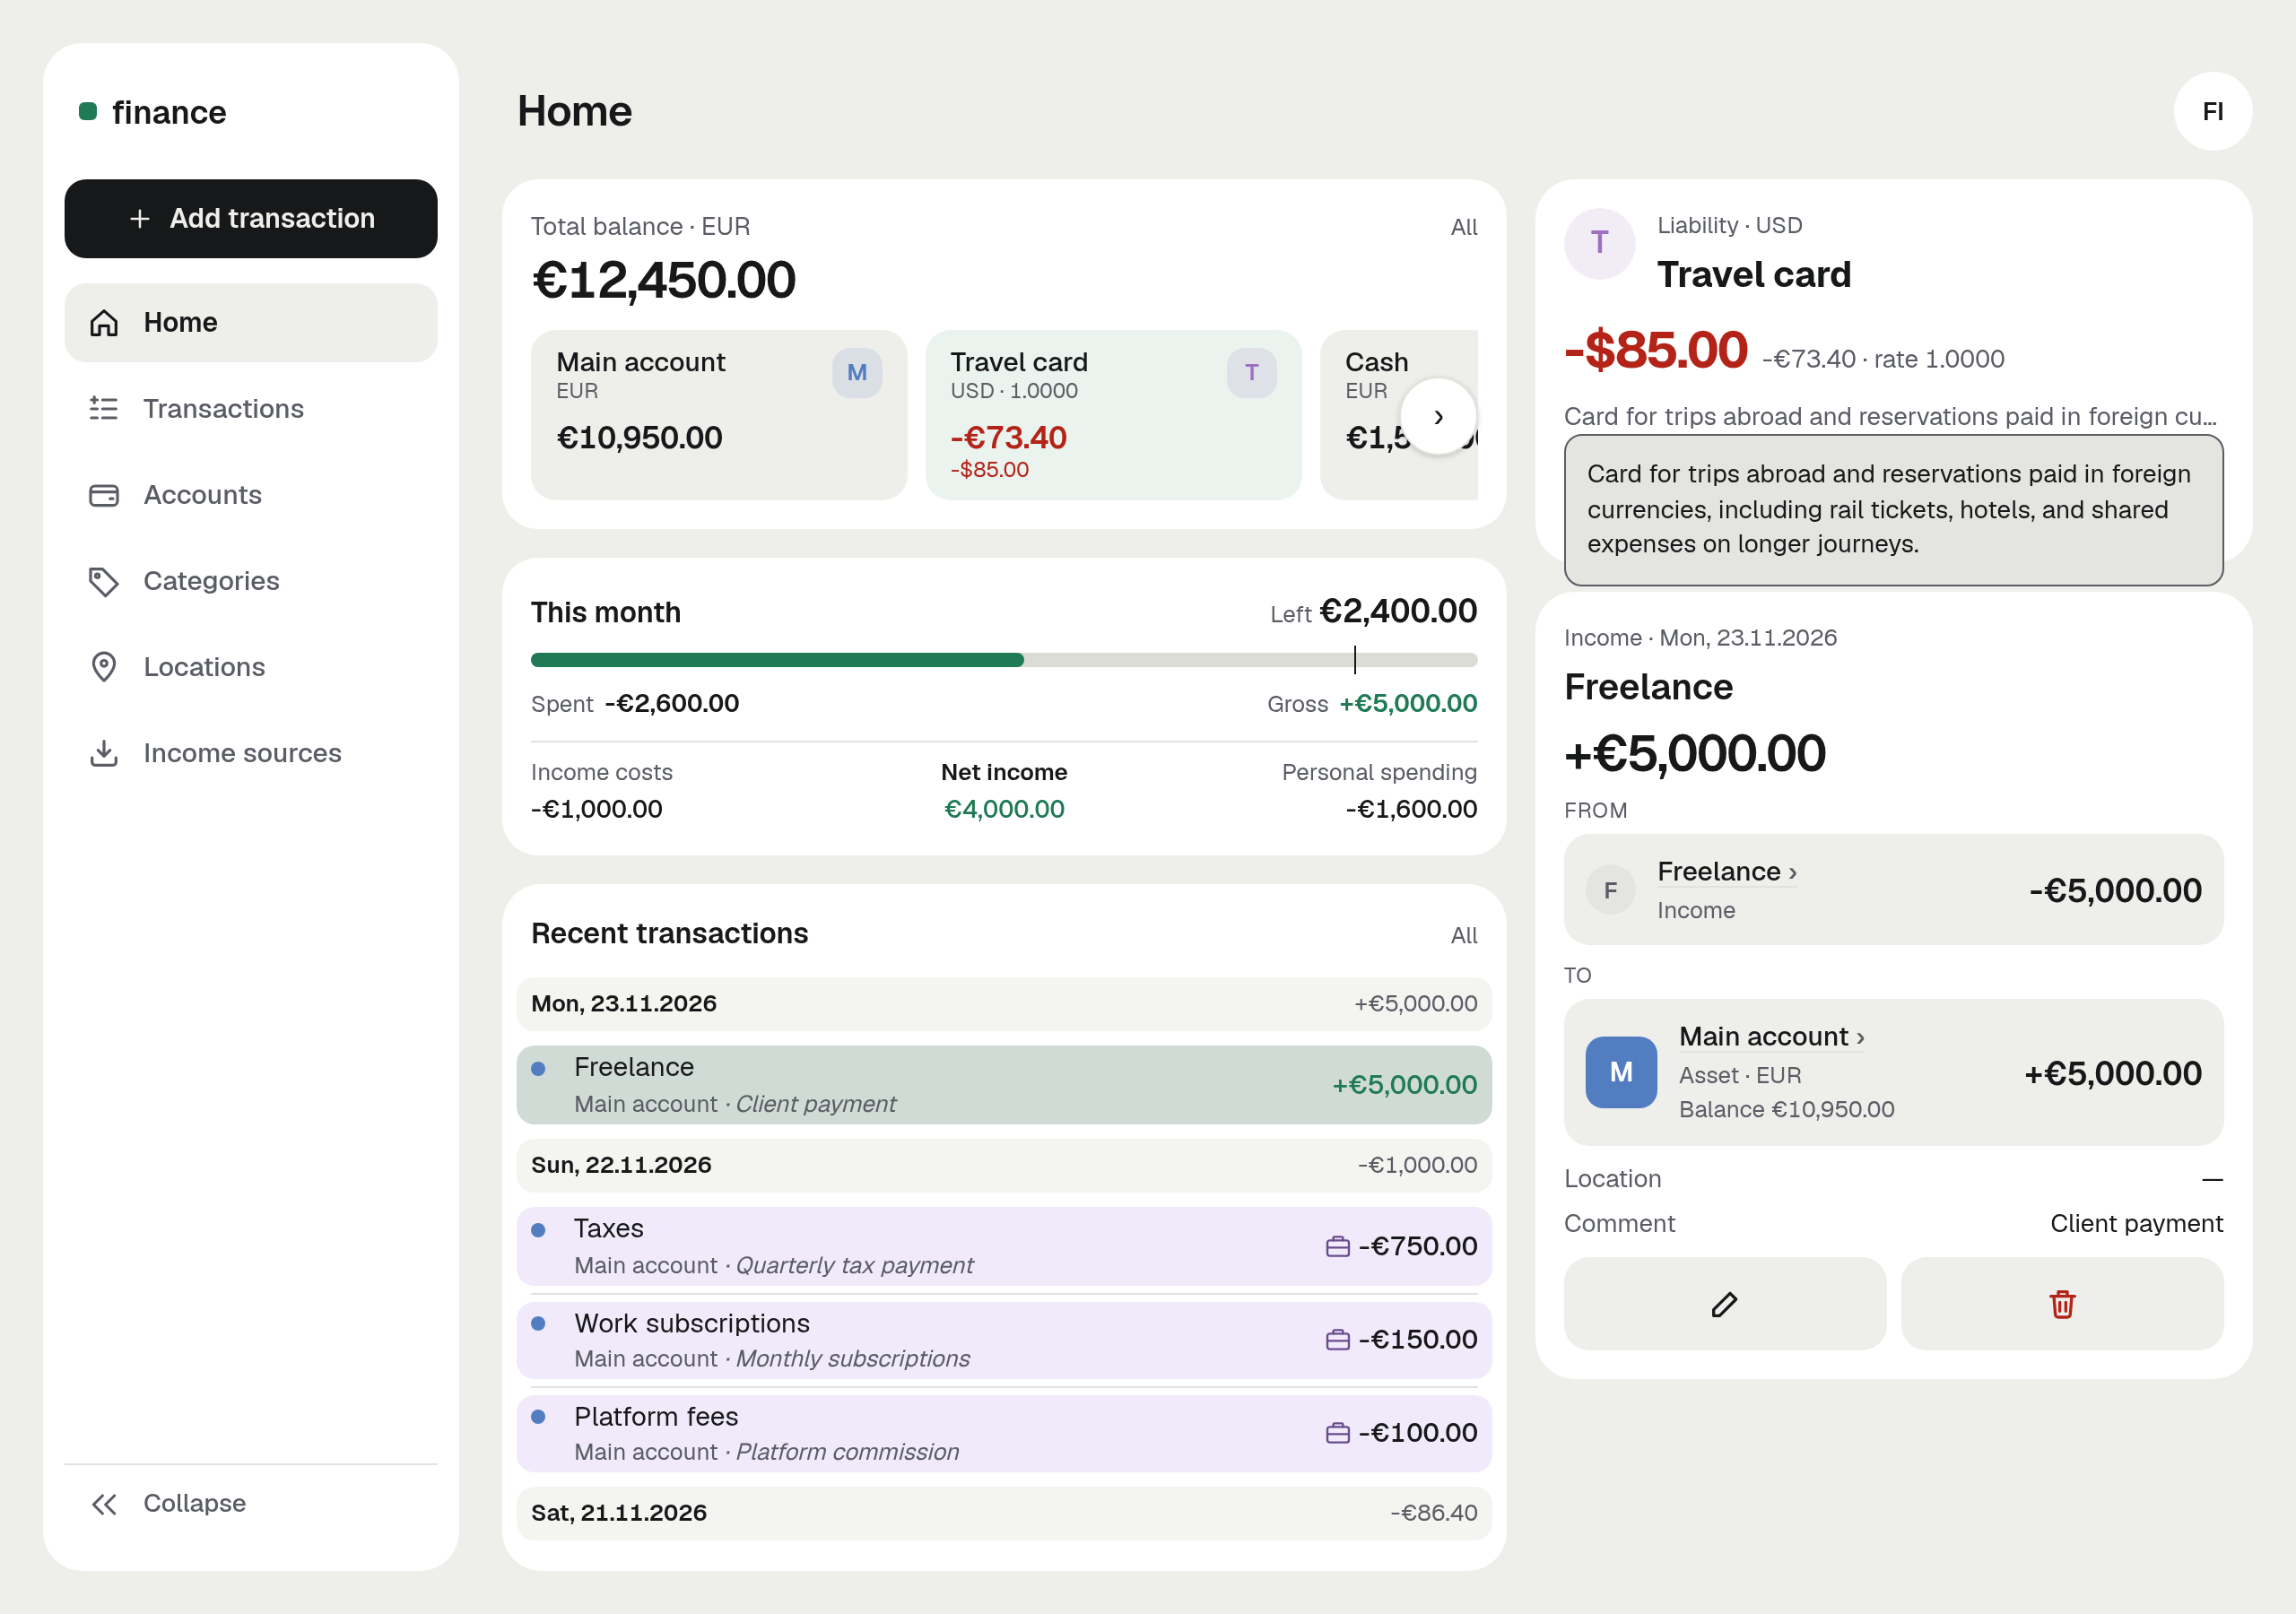 finance
Add transaction
Home
Transactions
Accounts
Categories
Locations
Income sources
Collapse
Home
FI
Total balance · EUR
All
€12,450.00
Main account
M
EUR
€10,950.00
Travel card
T
USD · 1.0000
-€73.40
-$85.00
Cash
EUR
€1,5
›
This month
Left €2,400.00
Spent -€2,600.00
Gross +€5,000.00
Income costs
-€1,000.00
Net income
€4,000.00
Personal spending
-€1,600.00
Recent transactions
All
Mon, 23.11.2026
+€5,000.00
Freelance
Main account · Client payment
+€5,000.00
Sun, 22.11.2026
-€1,000.00
Taxes
Main account · Quarterly tax payment
-€750.00
Work subscriptions
Main account · Monthly subscriptions
-€150.00
Platform fees
Main account · Platform commission
-€100.00
Sat, 21.11.2026
-€86.40
T
Liability · USD
Travel card
-$85.00 -€73.40 · rate 1.0000
Card for trips abroad and reservations paid in foreign cu...
Card for trips abroad and reservations paid in foreign
currencies, including rail tickets, hotels, and shared
expenses on longer journeys.
Income · Mon, 23.11.2026
Freelance
+€5,000.00
FROM
F
Freelance ›
Income
-€5,000.00
TO
M
Main account ›
Asset · EUR
Balance €10,950.00
+€5,000.00
Location —
Comment Client payment